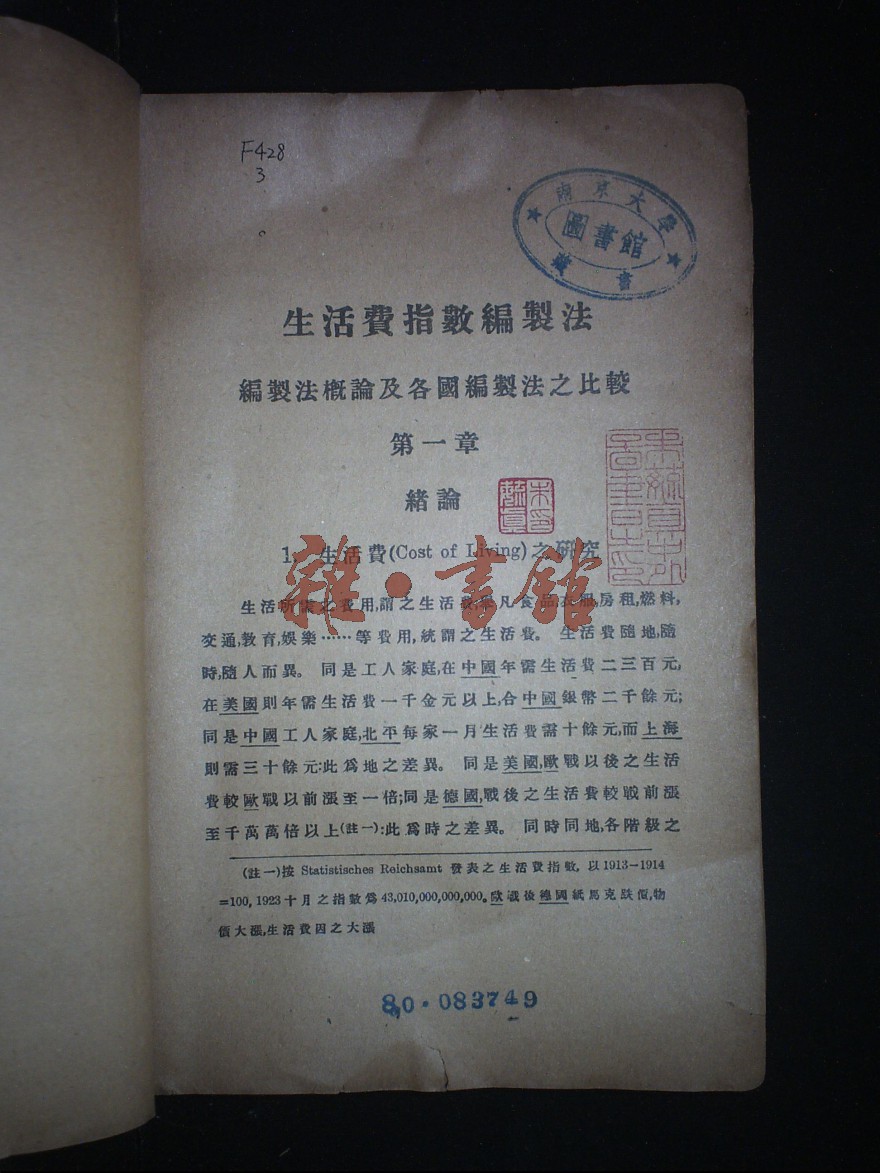 F428
3
南京大學
圖書館
藏書
生活費指數編製法
編製法概論及各國編製法之比較
第一章
緒論
1. 生活費(Cost of Living)之研究
生活所需之費用,謂之生活費,舉凡食品,衣服,房租,燃料,
交通,教育,娛樂……等費用,統謂之生活費。 生活費隨地,隨
時,隨人而異。 同是工人家庭,在中國年需生活費二三百元,
在美國則年需生活費一千金元以上,合中國銀幣二千餘元;
同是中國工人家庭,北平每家一月生活費需十餘元,而上海
則需三十餘元:此爲地之差異。 同是美國,歐戰以後之生活
費較歐戰以前漲至一倍;同是德國,戰後之生活費較戰前漲
至千萬萬倍以上(註一):此爲時之差異。 同時同地,各階級之
(註一)按 Statistisches Reichsamt 發表之生活費指數, 以1913—1914
=100, 1923十月之指數爲43,010,000,000,000。歐戰後德國紙馬克跌價,物
價大漲,生活費因之大漲
80·083749
雜·書館